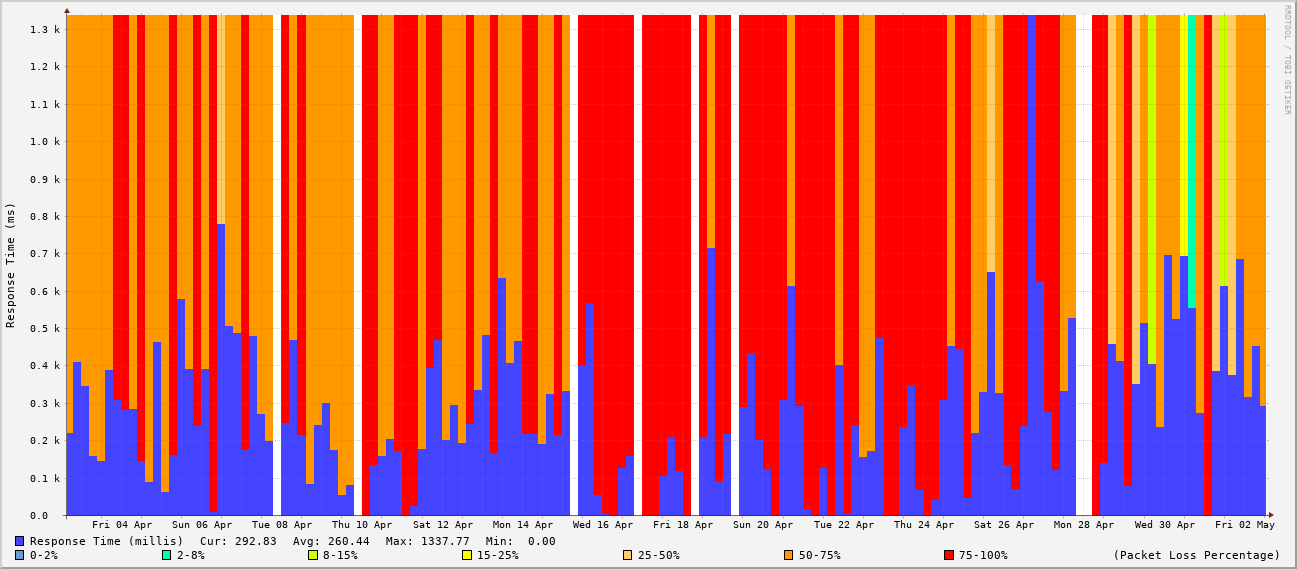 1.3 k
1.2 k
1.1 k
1.0 k
0.9 k
0.8 k
0.7 k
0.6 k
0.5 k
0.4 k
0.3 k
0.2 k
0.1 k
0.0
Response Time (ms)
RRDTOOL / TOBI OETIKER
Fri 04 Apr Sun 06 Apr Tue 08 Apr Thu 10 Apr Sat 12 Apr Mon 14 Apr Wed 16 Apr Fri 18 Apr Sun 20 Apr Tue 22 Apr Thu 24 Apr Sat 26 Apr Mon 28 Apr Wed 30 Apr Fri 02 May
Response Time (millis) Cur: 292.83 Avg: 260.44 Max: 1337.77 Min: 0.00
0-2% 2-8% 8-15% 15-25% 25-50% 50-75% 75-100% (Packet Loss Percentage)